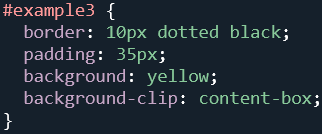 #example3 {
  border: 10px dotted black;
  padding: 35px;
  background: yellow;
  background-clip: content-box;
}